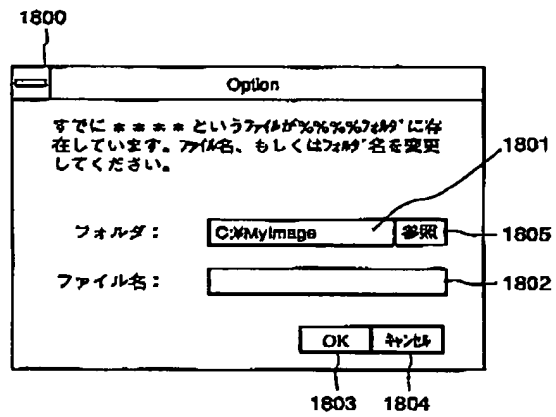 1800
Option
すでに＊＊＊＊というﾌｧｲﾙが%%%%ﾌｫﾙﾀﾞに存
在しています。ﾌｧｲﾙ名、もしくはﾌｫﾙﾀﾞ名を変更
してください。
1801
フォルダ： C:¥MyImage 参照 1805
ファイル名： 1802
OK ｷｬﾝｾﾙ
1803 1804